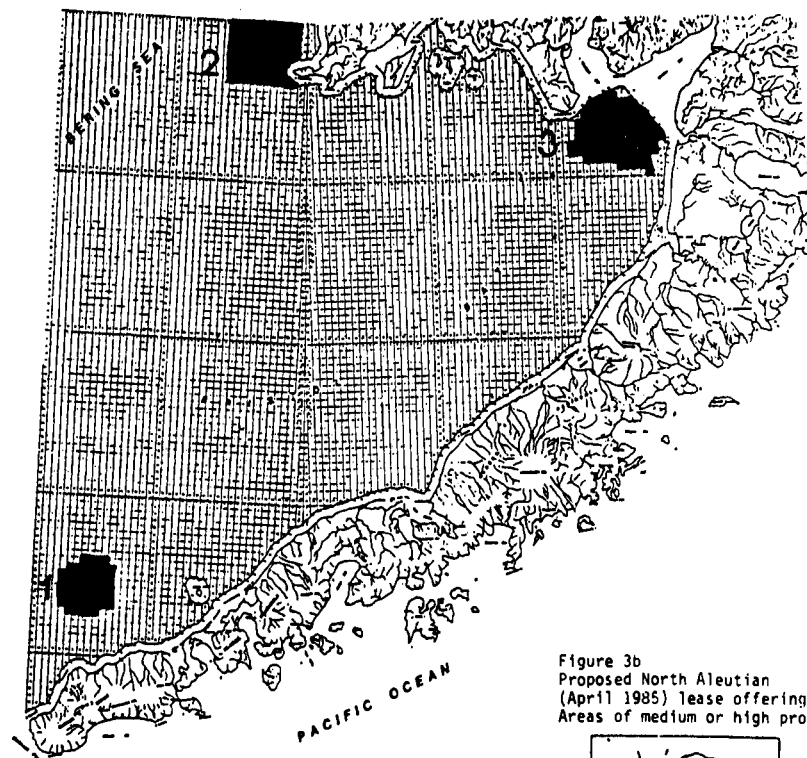 BERING SEA
2
3
1
PACIFIC OCEAN
Figure 3b
Proposed North Aleutian
(April 1985) lease offering
Areas of medium or high pro